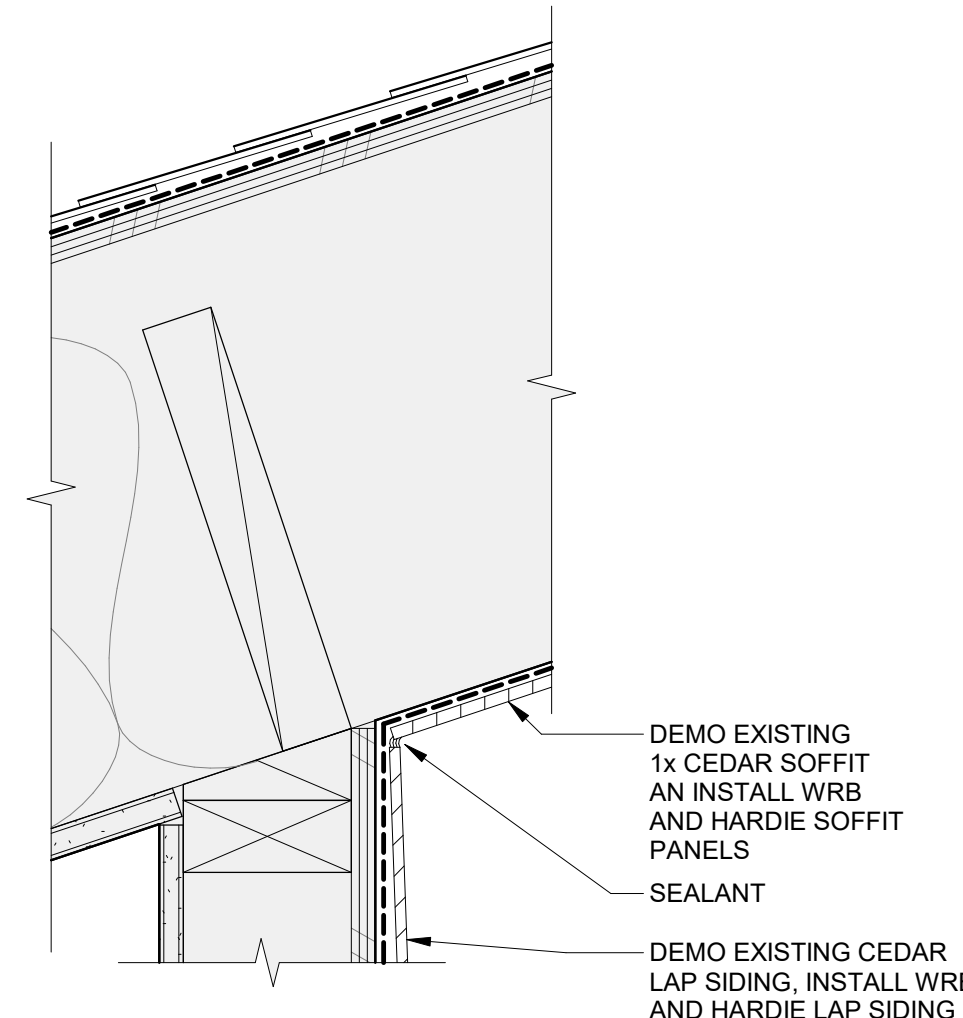 DEMO EXISTING
1x CEDAR SOFFIT
AN INSTALL WRB
AND HARDIE SOFFIT
PANELS
SEALANT
DEMO EXISTING CEDAR
LAP SIDING, INSTALL WRB
AND HARDIE LAP SIDING